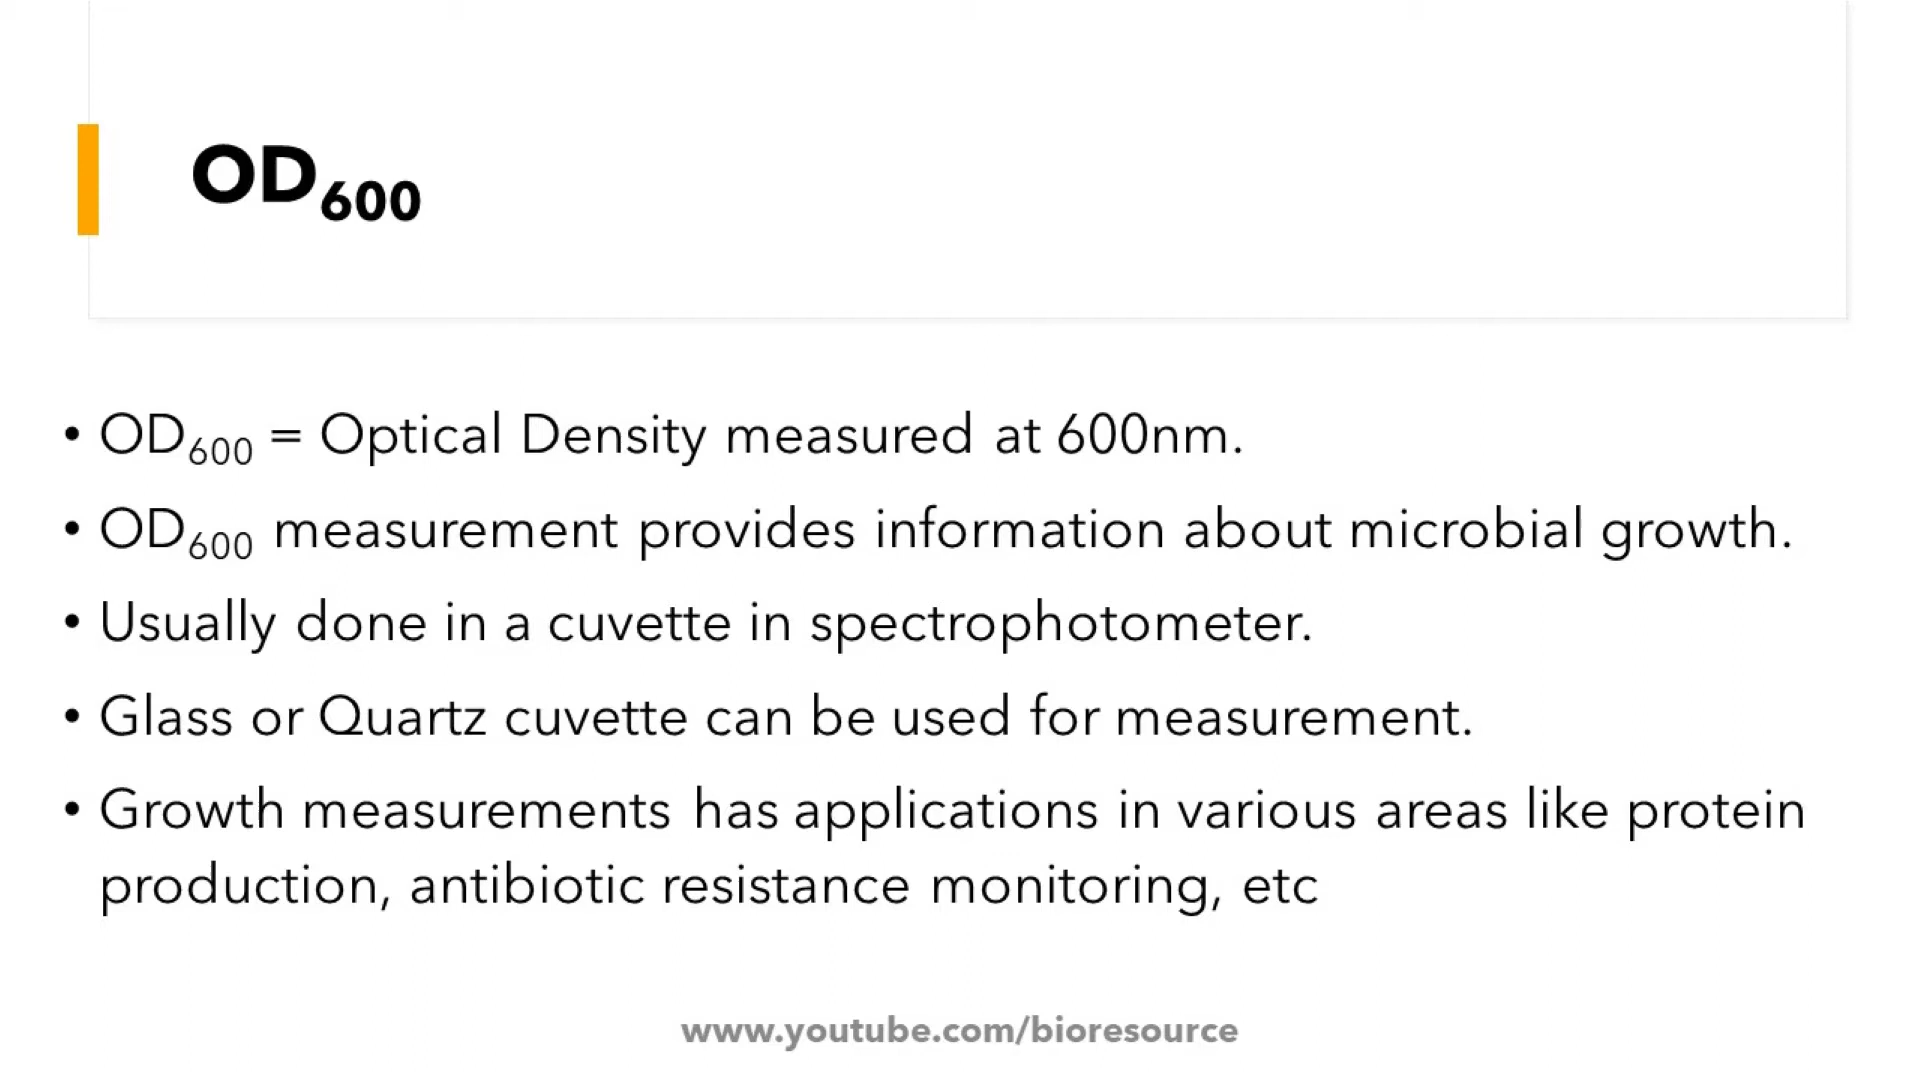 OD₆₀₀
• OD₆₀₀ = Optical Density measured at 600nm.
• OD₆₀₀ measurement provides information about microbial growth.
• Usually done in a cuvette in spectrophotometer.
• Glass or Quartz cuvette can be used for measurement.
• Growth measurements has applications in various areas like protein
production, antibiotic resistance monitoring, etc
www.youtube.com/bioresource